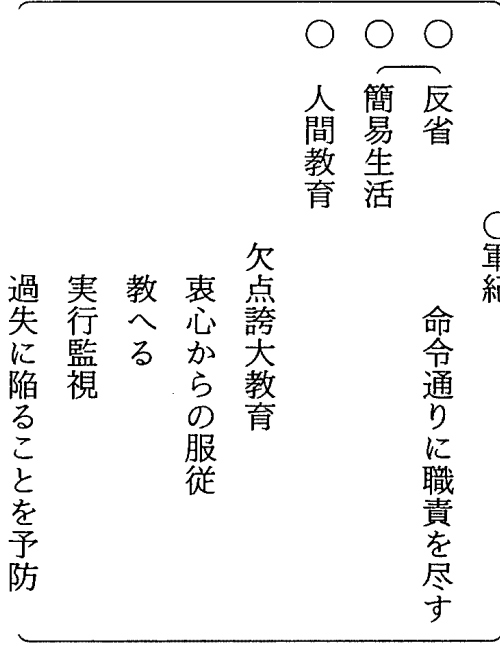 ○軍紀
○反省　命令通りに職責を尽す
○簡易生活
○人間教育
欠点誇大教育
衷心からの服従
教へる
実行監視
過失に陥ることを予防